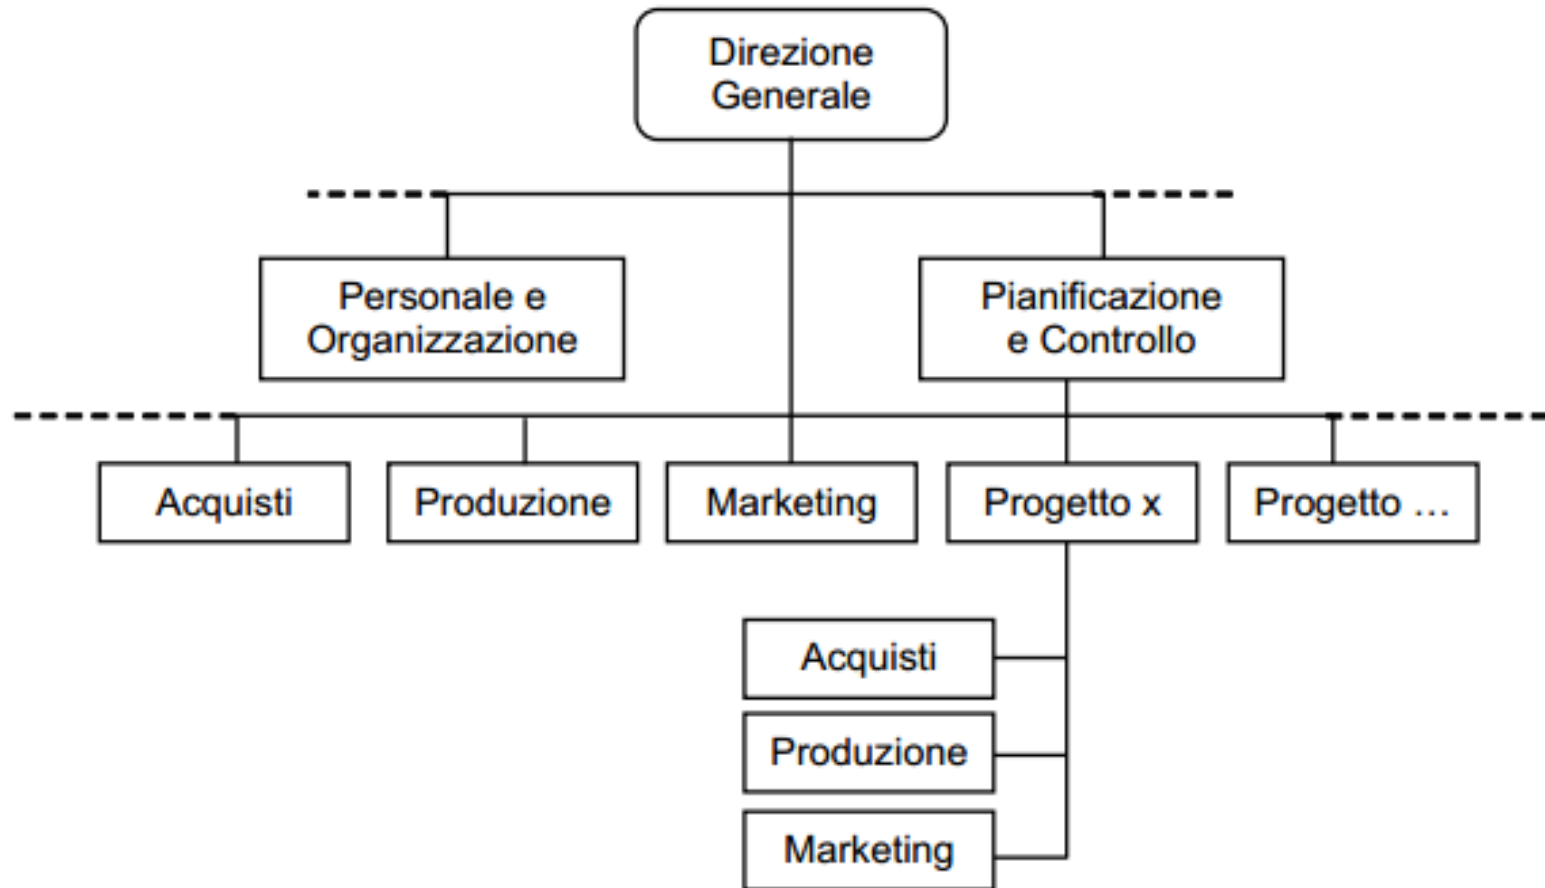 Direzione
Generale
Personale e
Organizzazione
Pianificazione
e Controllo
Acquisti
Produzione
Marketing
Progetto x
Progetto ...
Acquisti
Produzione
Marketing